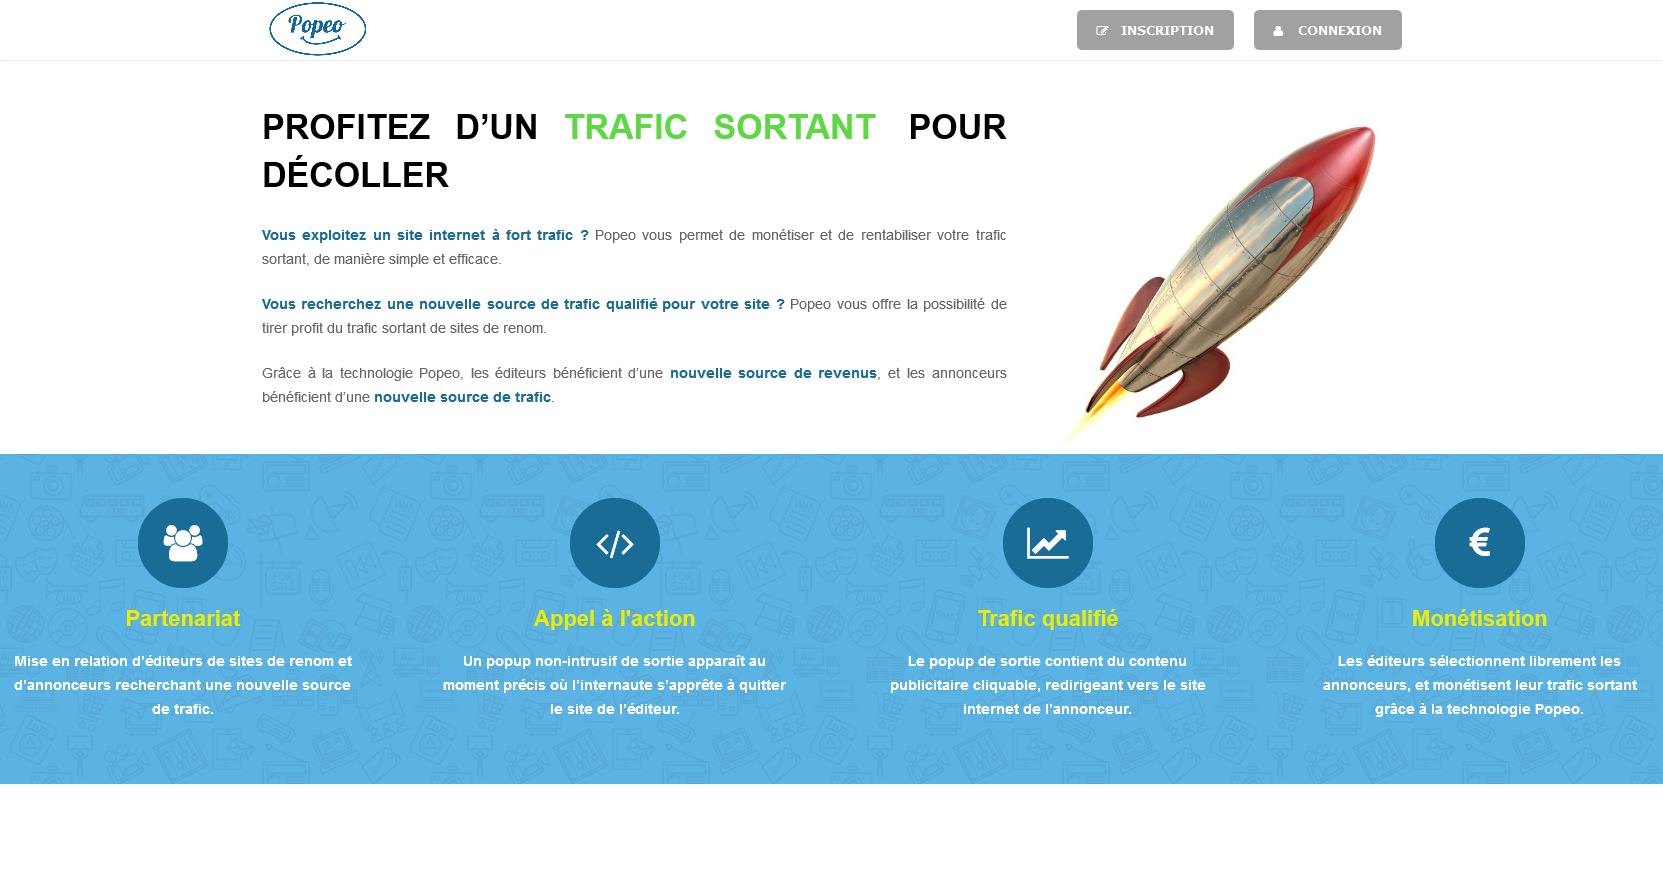 Popeo
INSCRIPTION
CONNEXION
PROFITEZ D’UN TRAFIC SORTANT POUR
DÉCOLLER
Vous exploitez un site internet à fort trafic ? Popeo vous permet de monétiser et de rentabiliser votre trafic
sortant, de manière simple et efficace.
Vous recherchez une nouvelle source de trafic qualifié pour votre site ? Popeo vous offre la possibilité de
tirer profit du trafic sortant de sites de renom.
Grâce à la technologie Popeo, les éditeurs bénéficient d’une nouvelle source de revenus, et les annonceurs
bénéficient d’une nouvelle source de trafic.
Partenariat
Mise en relation d’éditeurs de sites de renom et
d’annonceurs recherchant une nouvelle source
de trafic.
Appel à l'action
Un popup non-intrusif de sortie apparaît au
moment précis où l’internaute s’apprête à quitter
le site de l’éditeur.
Trafic qualifié
Le popup de sortie contient du contenu
publicitaire cliquable, redirigeant vers le site
internet de l’annonceur.
€
Monétisation
Les éditeurs sélectionnent librement les
annonceurs, et monétisent leur trafic sortant
grâce à la technologie Popeo.